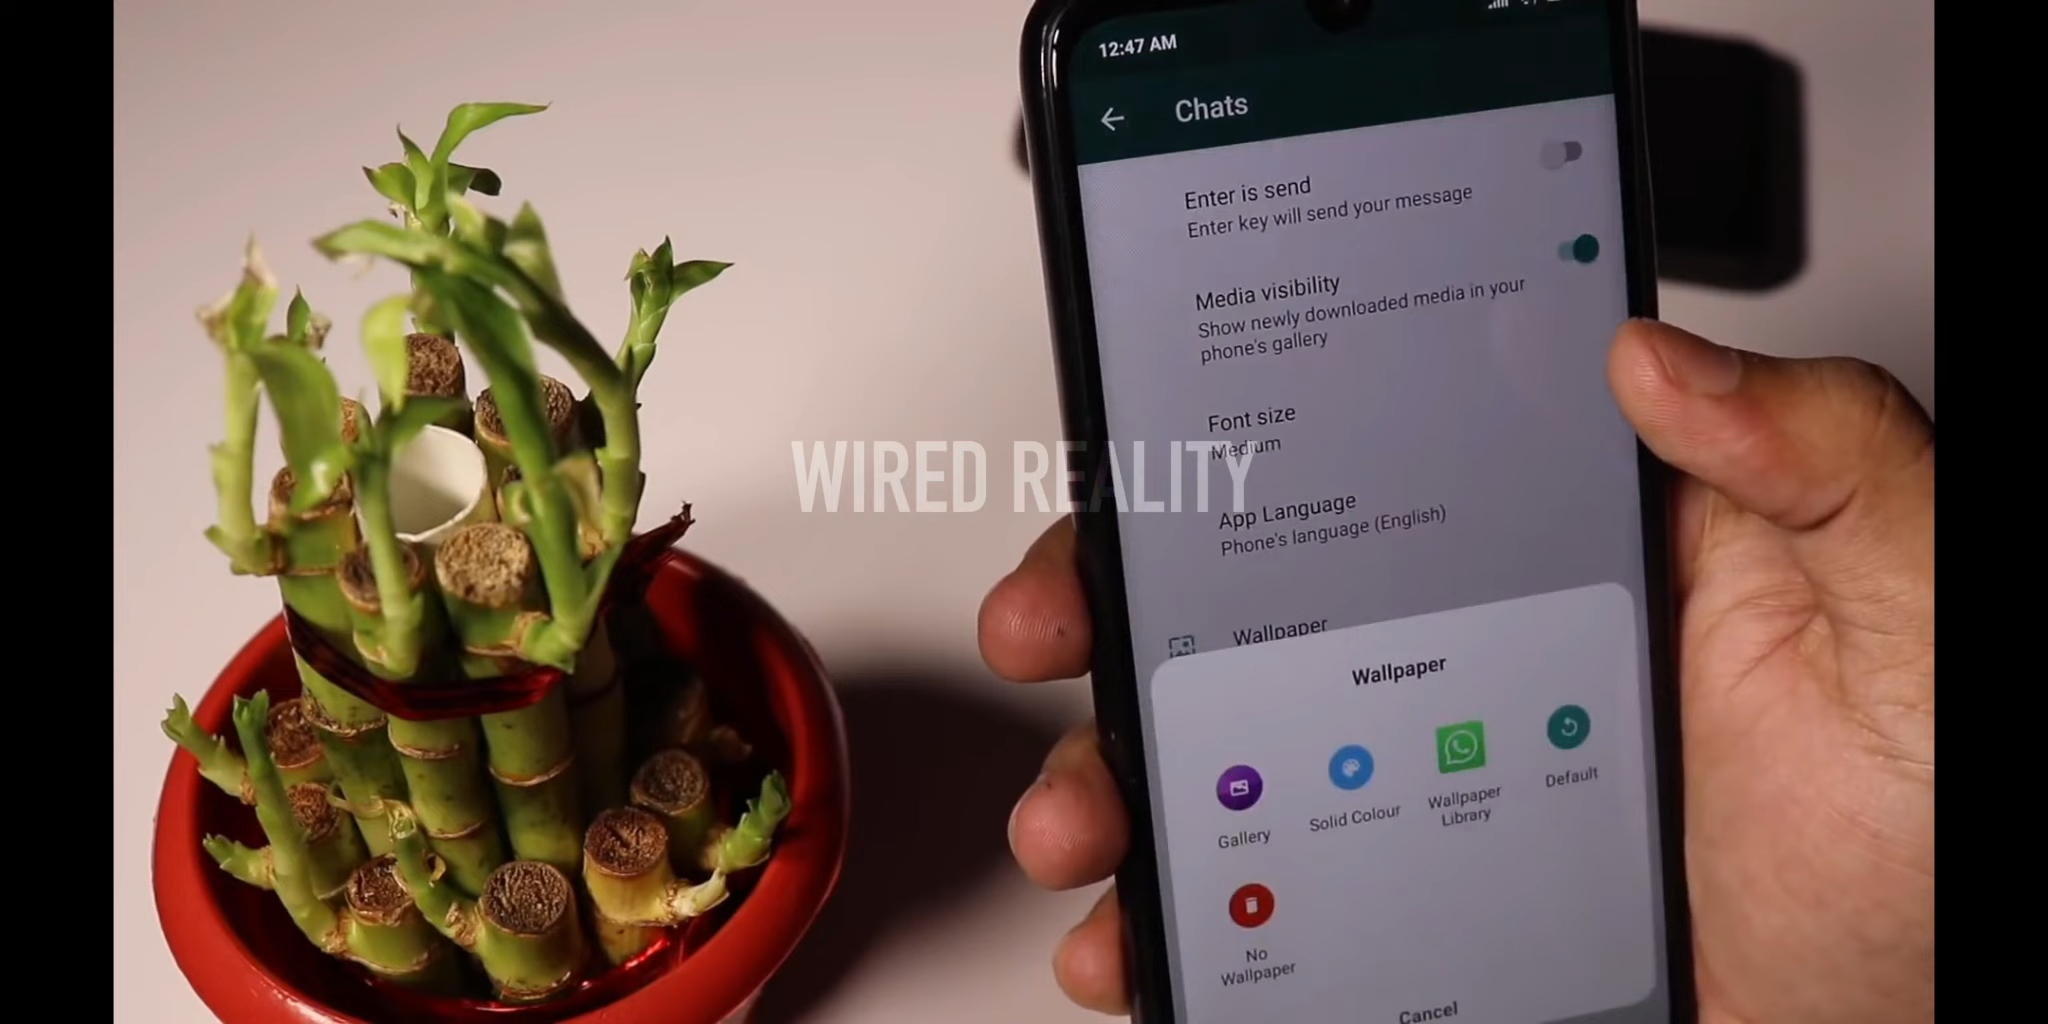 12:47 AM
Chats
Enter is send
Enter key will send your message
Media visibility
Show newly downloaded media in your
phone's gallery
Font size
Medium
WIRED REALITY
App Language
Phone's language (English)
Wallpaper
Wallpaper
Gallery
Solid Colour
Wallpaper
Library
Default
No
Wallpaper
Cancel